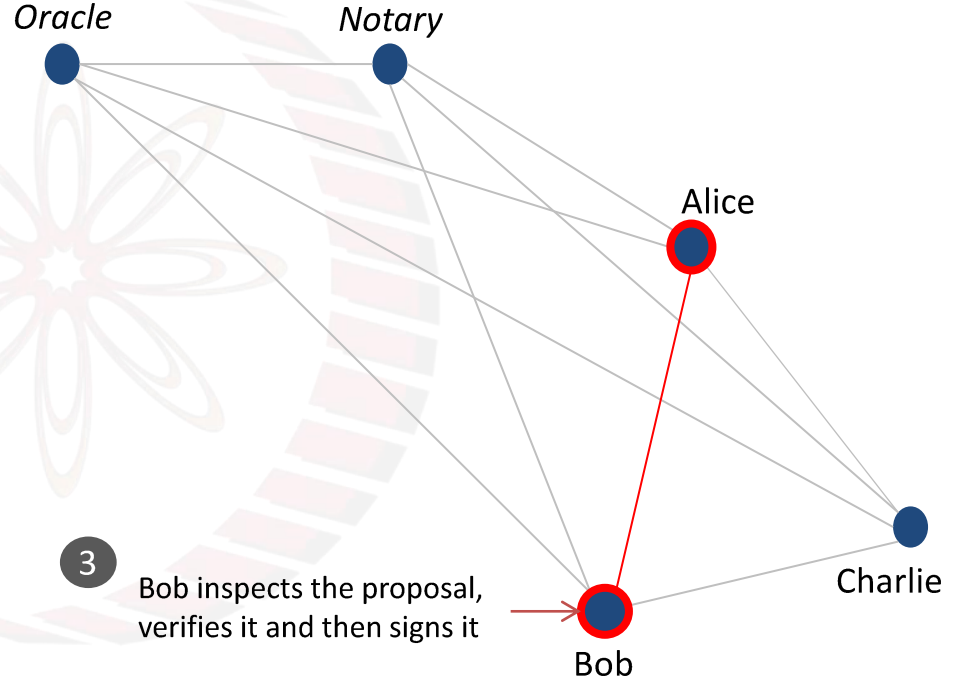 Oracle
Notary
Alice
3
Bob inspects the proposal,
verifies it and then signs it
Charlie
Bob